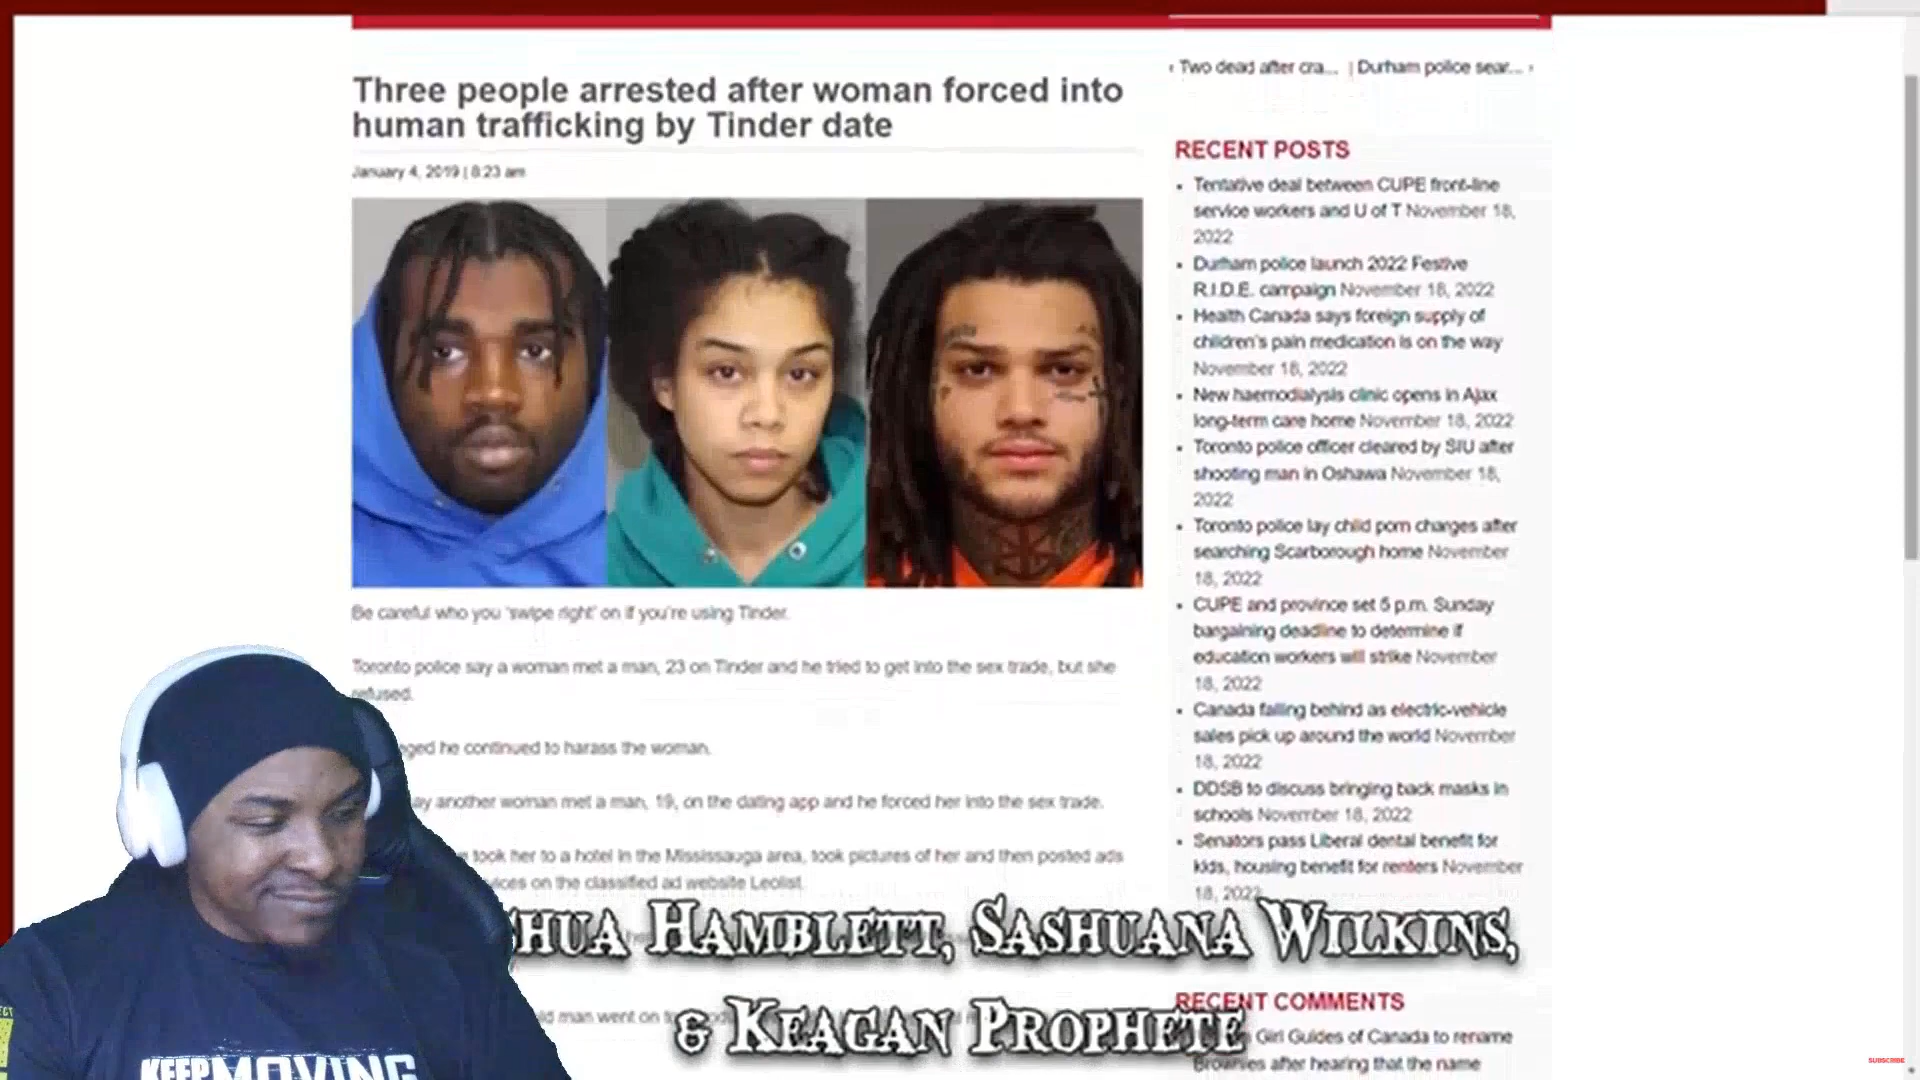 Three people arrested after woman forced into
human trafficking by Tinder date
January 4, 2019 | 8:23 am
Be careful who you 'swipe right' on if you're using Tinder.
Toronto police say a woman met a man, 23 on Tinder and he tried to get into the sex trade, but she
refused.
he continued to harass the woman.
another woman met a man, 19, on the dating app and he forced her into the sex trade.
took her to a hotel in the Mississauga area, took pictures of her and then posted ads
on the classified ad website Leolist.
man went on
HUA HAMBLETT, SASHUANA WILKINS,
& KEAGAN PROPHETE
KEEP MOVING
‹ Two dead after cra... | Durham police sear... ›
RECENT POSTS
• Tentative deal between CUPE front-line
service workers and U of T November 18,
2022
• Durham police launch 2022 Festive
R.I.D.E. campaign November 18, 2022
• Health Canada says foreign supply of
children's pain medication is on the way
November 18, 2022
• New haemodialysis clinic opens in Ajax
long-term care home November 18, 2022
• Toronto police officer cleared by SIU after
shooting man in Oshawa November 18,
2022
• Toronto police lay child porn charges after
searching Scarborough home November
18, 2022
• CUPE and province set 5 p.m. Sunday
bargaining deadline to determine if
education workers will strike November
18, 2022
• Canada falling behind as electric-vehicle
sales pick up around the world November
18, 2022
• DDSB to discuss bringing back masks in
schools November 18, 2022
• Senators pass Liberal dental benefit for
kids, housing benefit for renters November
18, 2022
RECENT COMMENTS
Girl Guides of Canada to rename
Brownies after hearing that the name
SUBSCRIBE